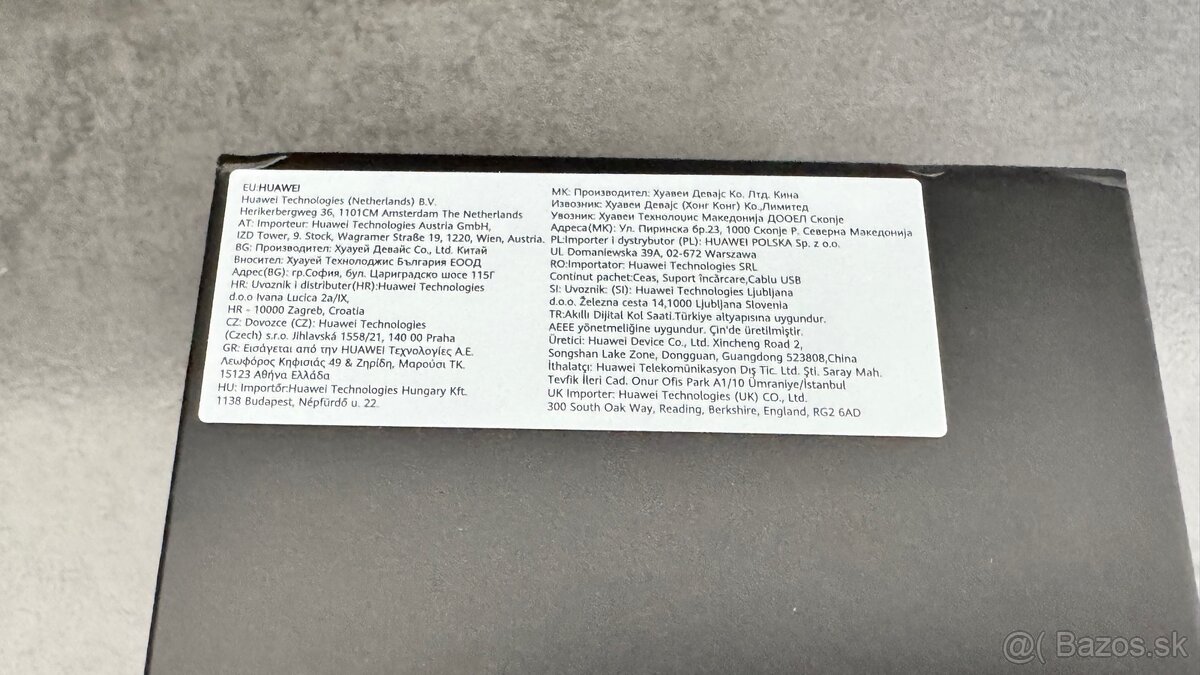 EU:HUAWEI
Huawei Technologies (Netherlands) B.V.
Herikerbergweg 36, 1101CM Amsterdam The Netherlands
AT: Importeur: Huawei Technologies Austria GmbH,
IZD Tower, 9. Stock, Wagramer Straße 19, 1220, Wien, Austria.
BG: Производител: Хуауей Девайс Co., Ltd. Китай
Вносител: Хуауей Технолоджис България ЕООД
Адрес(BG): гр.София, бул. Цариградско шосе 115Г
HR: Uvoznik i distributer(HR):Huawei Technologies
d.o.o Ivana Lucica 2a/IX,
HR - 10000 Zagreb, Croatia
CZ: Dovozce (CZ): Huawei Technologies
(Czech) s.r.o. Jihlavská 1558/21, 140 00 Praha
GR: Εισάγεται από την HUAWEI Τεχνολογίες Α.Ε.
Λεωφόρος Κηφισιάς 49 & Ζηρίδη, Μαρούσι ΤΚ.
15123 Αθήνα Ελλάδα
HU: Importőr:Huawei Technologies Hungary Kft.
1138 Budapest, Népfürdő u. 22.
MK: Производител: Хуавеи Девајс Ко. Лтд. Кина
Извозник: Хуавеи Девајс (Хонг Конг) Ко.,Лимитед
Увозник: Хуавеи Технолоџис Македонија ДООЕЛ Скопје
Адреса(МК): Ул. Пиринска бр.23, 1000 Скопје Р. Северна Македонија
PL:Importer i dystrybutor (PL): HUAWEI POLSKA Sp. z o.o.
Ul. Domaniewska 39A, 02-672 Warszawa
RO:Importator: Huawei Technologies SRL
Continut pachet:Ceas, Suport încărcare,Cablu USB
SI: Uvoznik: (SI): Huawei Technologies Ljubljana
d.o.o. Železna cesta 14,1000 Ljubljana Slovenia
TR:Akıllı Dijital Kol Saati.Türkiye altyapısına uygundur.
AEEE yönetmeliğine uygundur. Çin'de üretilmiştir.
Üretici: Huawei Device Co., Ltd. Xincheng Road 2,
Songshan Lake Zone, Dongguan, Guangdong 523808,China
İthalatçı: Huawei Telekomünikasyon Dış Tic. Ltd. Şti. Saray Mah.
Tevfik İleri Cad. Onur Ofis Park A1/10 Ümraniye/İstanbul
UK Importer: Huawei Technologies (UK) CO., Ltd.
300 South Oak Way, Reading, Berkshire, England, RG2 6AD
@( Bazos.sk